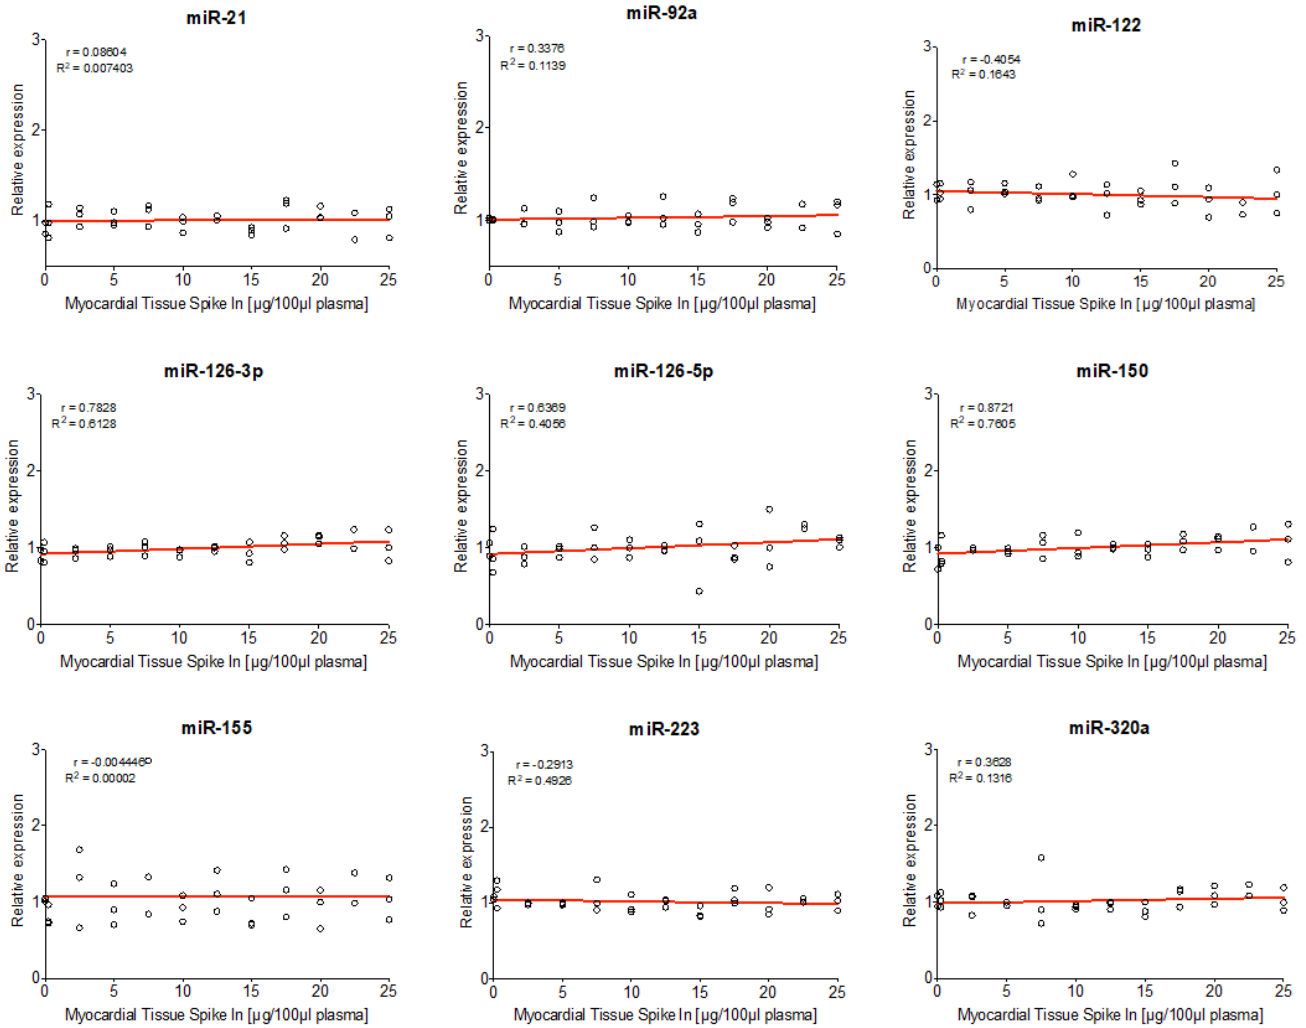 miR-21
r = 0.08604
R² = 0.007403
3
2
1
Relative expression
0 5 10 15 20 25
Myocardial Tissue Spike In [µg/100µl plasma]
miR-92a
r = 0.3376
R² = 0.1139
3
2
1
Relative expression
0 5 10 15 20 25
Myocardial Tissue Spike In [µg/100µl plasma]
miR-122
r = -0.4054
R² = 0.1643
3
2
1
0
Relative expression
0 5 10 15 20 25
Myocardial Tissue Spike In [µg/100µl plasma]
miR-126-3p
r = 0.7828
R² = 0.6128
3
2
1
0
Relative expression
0 5 10 15 20 25
Myocardial Tissue Spike In [µg/100µl plasma]
miR-126-5p
r = 0.6369
R² = 0.4056
3
2
1
0
Relative expression
0 5 10 15 20 25
Myocardial Tissue Spike In [µg/100µl plasma]
miR-150
r = 0.8721
R² = 0.7605
3
2
1
0
Relative expression
0 5 10 15 20 25
Myocardial Tissue Spike In [µg/100µl plasma]
miR-155
r = -0.004446
R² = 0.00002
3
2
1
0
Relative expression
0 5 10 15 20 25
Myocardial Tissue Spike In [µg/100µl plasma]
miR-223
r = -0.2913
R² = 0.4926
3
2
1
0
Relative expression
0 5 10 15 20 25
Myocardial Tissue Spike In [µg/100µl plasma]
miR-320a
r = 0.3628
R² = 0.1316
3
2
1
0
Relative expression
0 5 10 15 20 25
Myocardial Tissue Spike In [µg/100µl plasma]